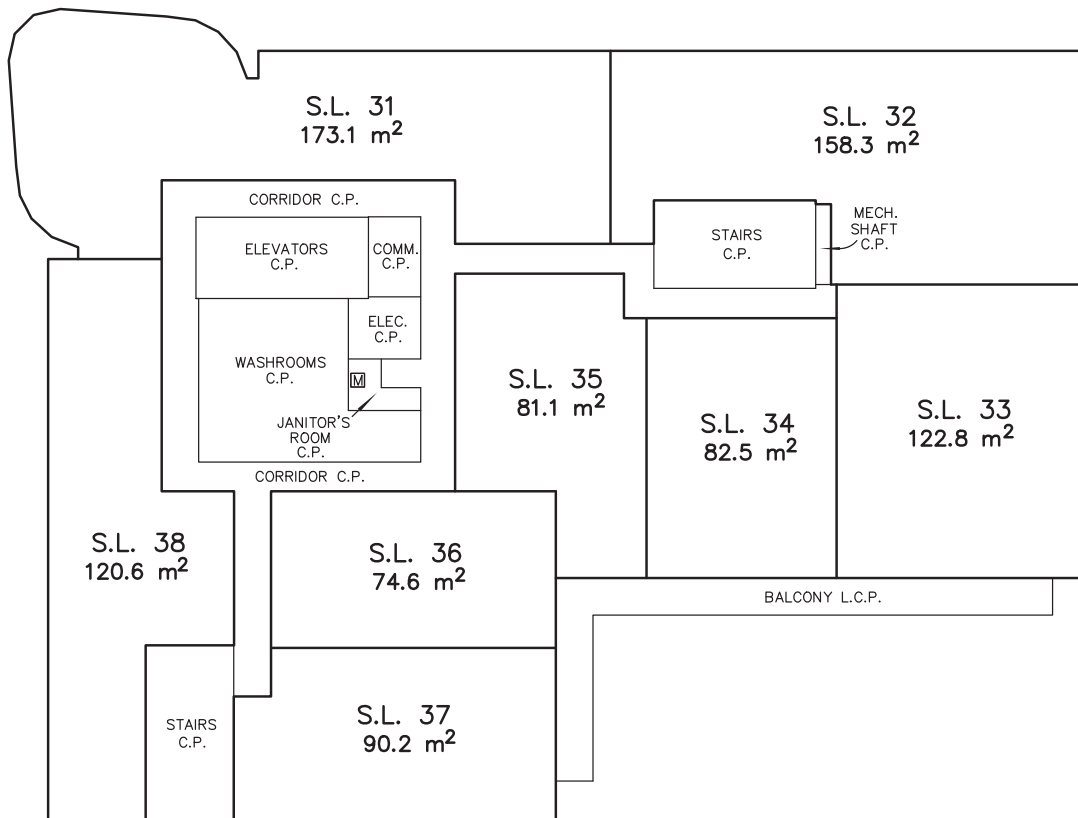 S.L. 31
173.1 m²
S.L. 32
158.3 m²
CORRIDOR C.P.
ELEVATORS
C.P.
COMM.
C.P.
STAIRS
C.P.
MECH.
SHAFT
C.P.
ELEC.
C.P.
WASHROOMS
C.P.
M
JANITOR'S
ROOM
C.P.
CORRIDOR C.P.
S.L. 35
81.1 m²
S.L. 34
82.5 m²
S.L. 33
122.8 m²
S.L. 38
120.6 m²
S.L. 36
74.6 m²
BALCONY L.C.P.
STAIRS
C.P.
S.L. 37
90.2 m²